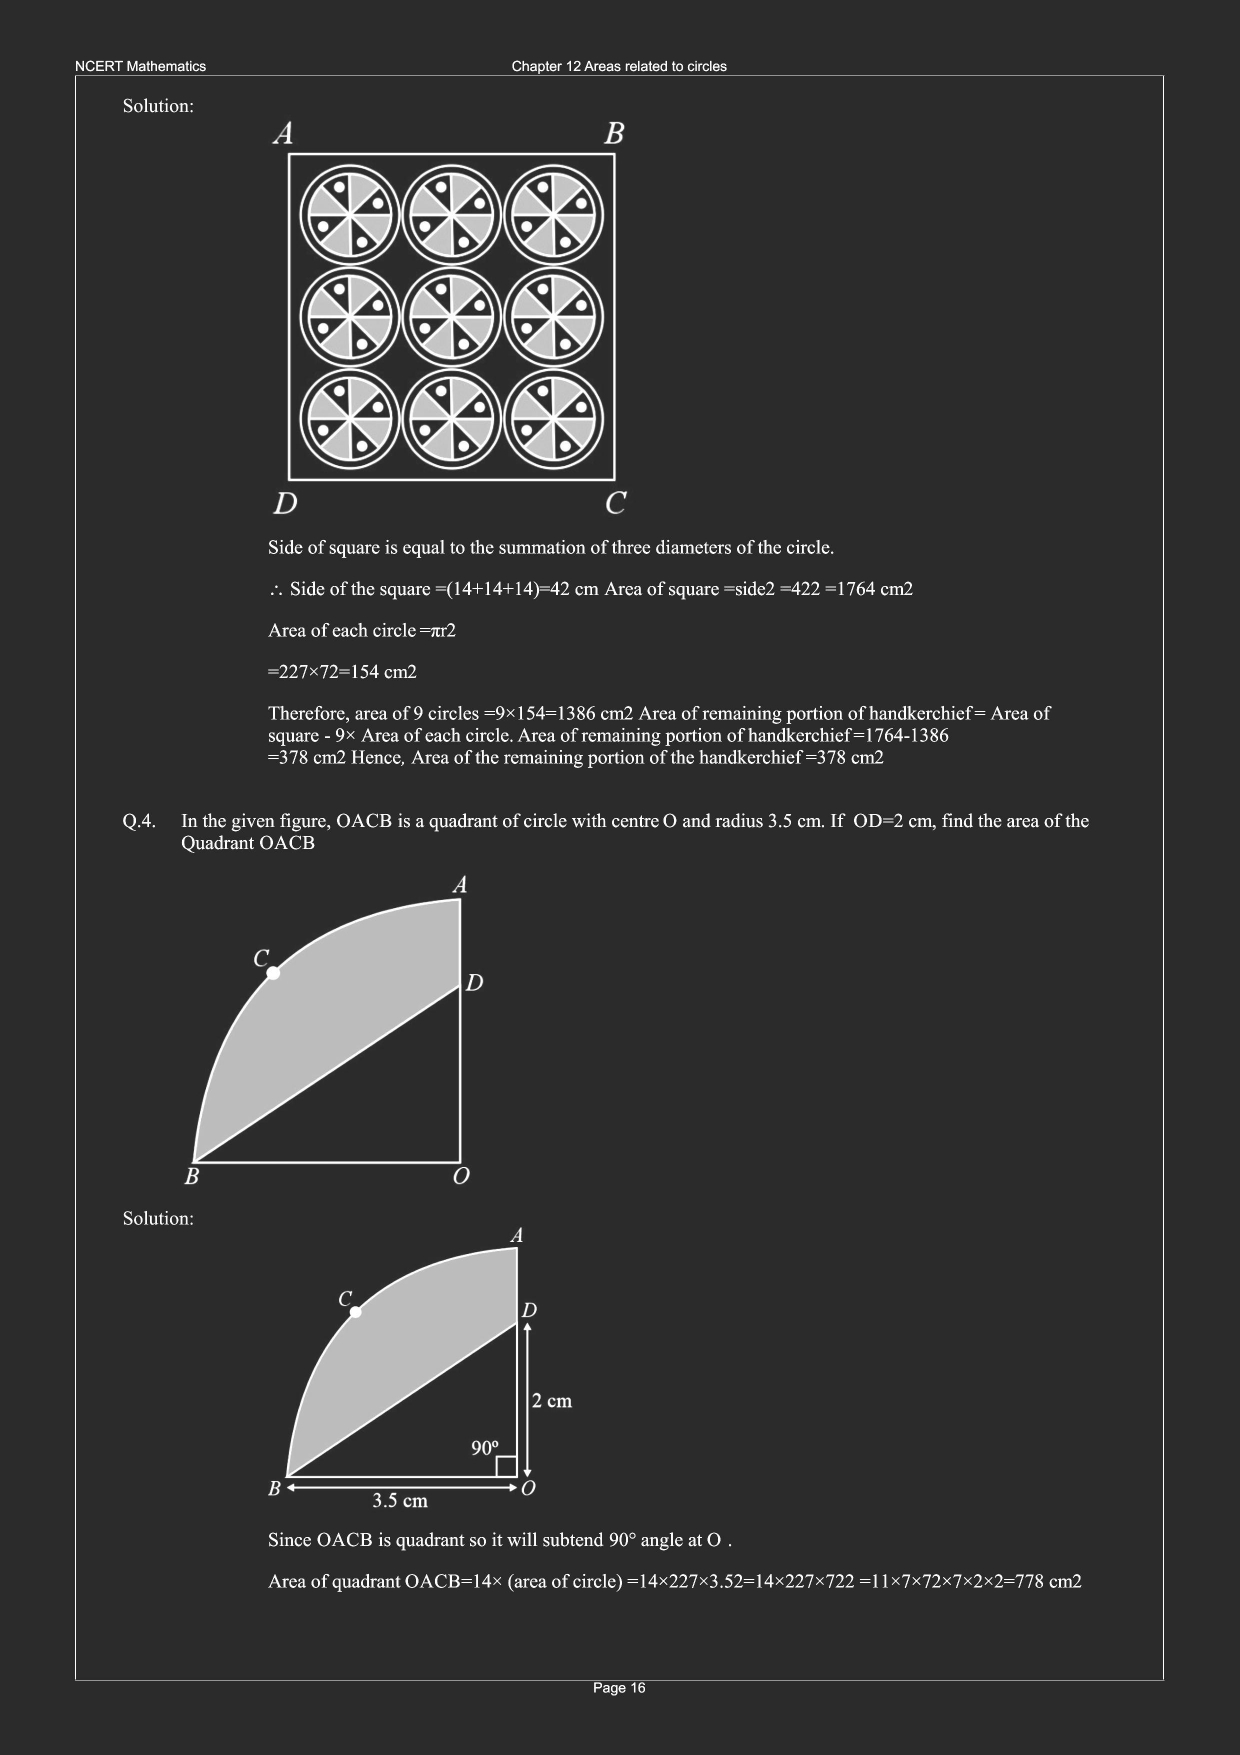 NCERT Mathematics
Chapter 12 Areas related to circles
Solution:
A
B
D
C
Side of square is equal to the summation of three diameters of the circle.
∴ Side of the square =(14+14+14)=42 cm Area of square =side2 =422 =1764 cm2
Area of each circle =πr2
=227×72=154 cm2
Therefore, area of 9 circles =9×154=1386 cm2 Area of remaining portion of handkerchief= Area of
square - 9× Area of each circle. Area of remaining portion of handkerchief=1764-1386
=378 cm2 Hence, Area of the remaining portion of the handkerchief =378 cm2
Q.4. In the given figure, OACB is a quadrant of circle with centre O and radius 3.5 cm. If OD=2 cm, find the area of the
Quadrant OACB
A
C
D
B
O
Solution:
A
C
D
2 cm
90º
B
O
3.5 cm
Since OACB is quadrant so it will subtend 90° angle at O .
Area of quadrant OACB=14× (area of circle) =14×227×3.52=14×227×722 =11×7×72×7×2×2=778 cm2
Page 16